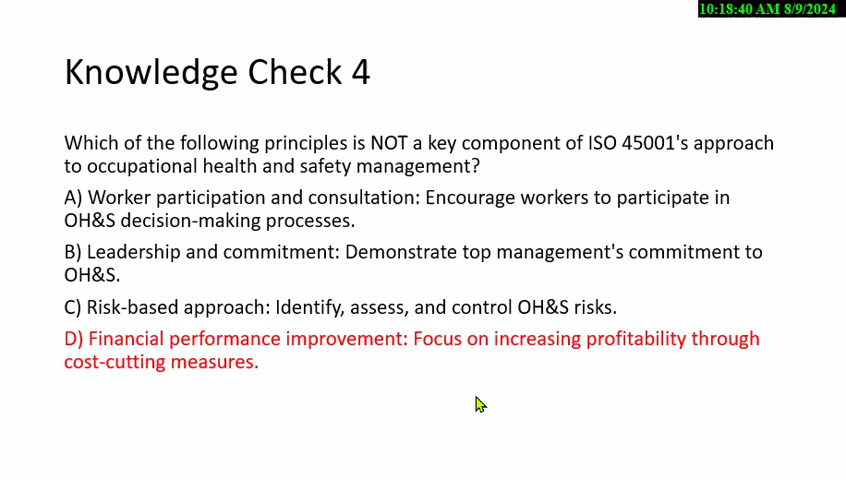 10:18:40 AM 8/9/2024
Knowledge Check 4
Which of the following principles is NOT a key component of ISO 45001's approach
to occupational health and safety management?
A) Worker participation and consultation: Encourage workers to participate in
OH&S decision-making processes.
B) Leadership and commitment: Demonstrate top management's commitment to
OH&S.
C) Risk-based approach: Identify, assess, and control OH&S risks.
D) Financial performance improvement: Focus on increasing profitability through
cost-cutting measures.